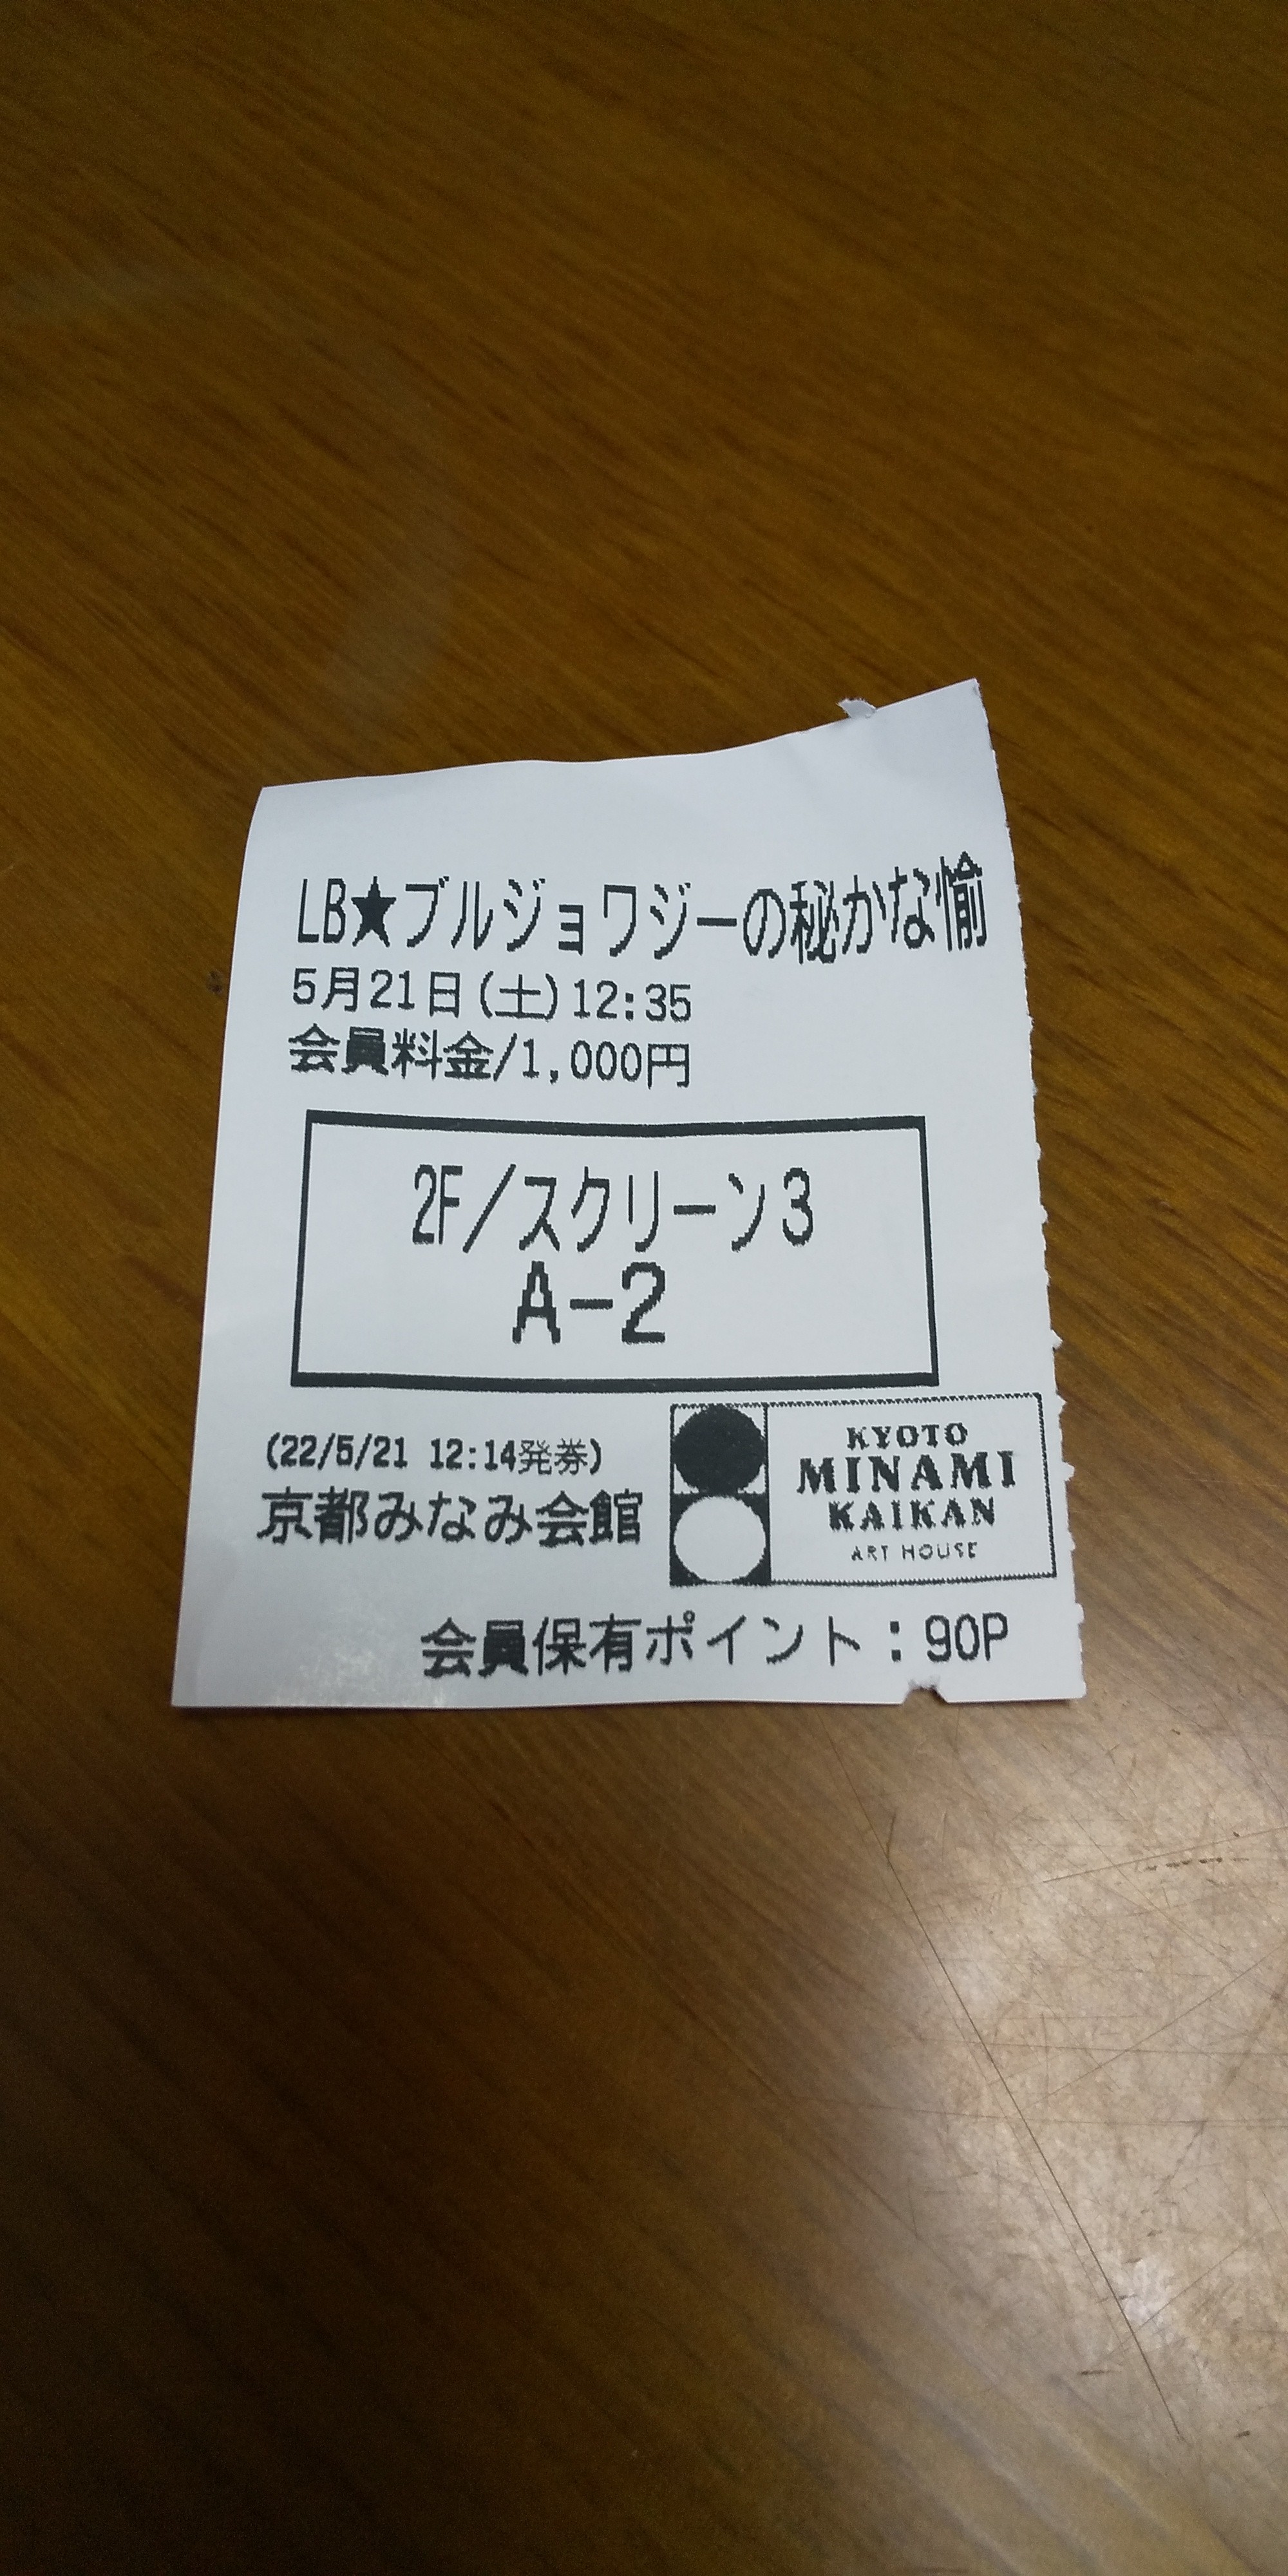 LB★ブルジョワジーの秘かな愉
5月21日(土)12:35
会員料金/1,000円
2F/スクリーン3
A-2
(22/5/21 12:14発券)
京都みなみ会館
KYOTO
MINAMI
KAIKAN
ART HOUSE
会員保有ポイント:90P